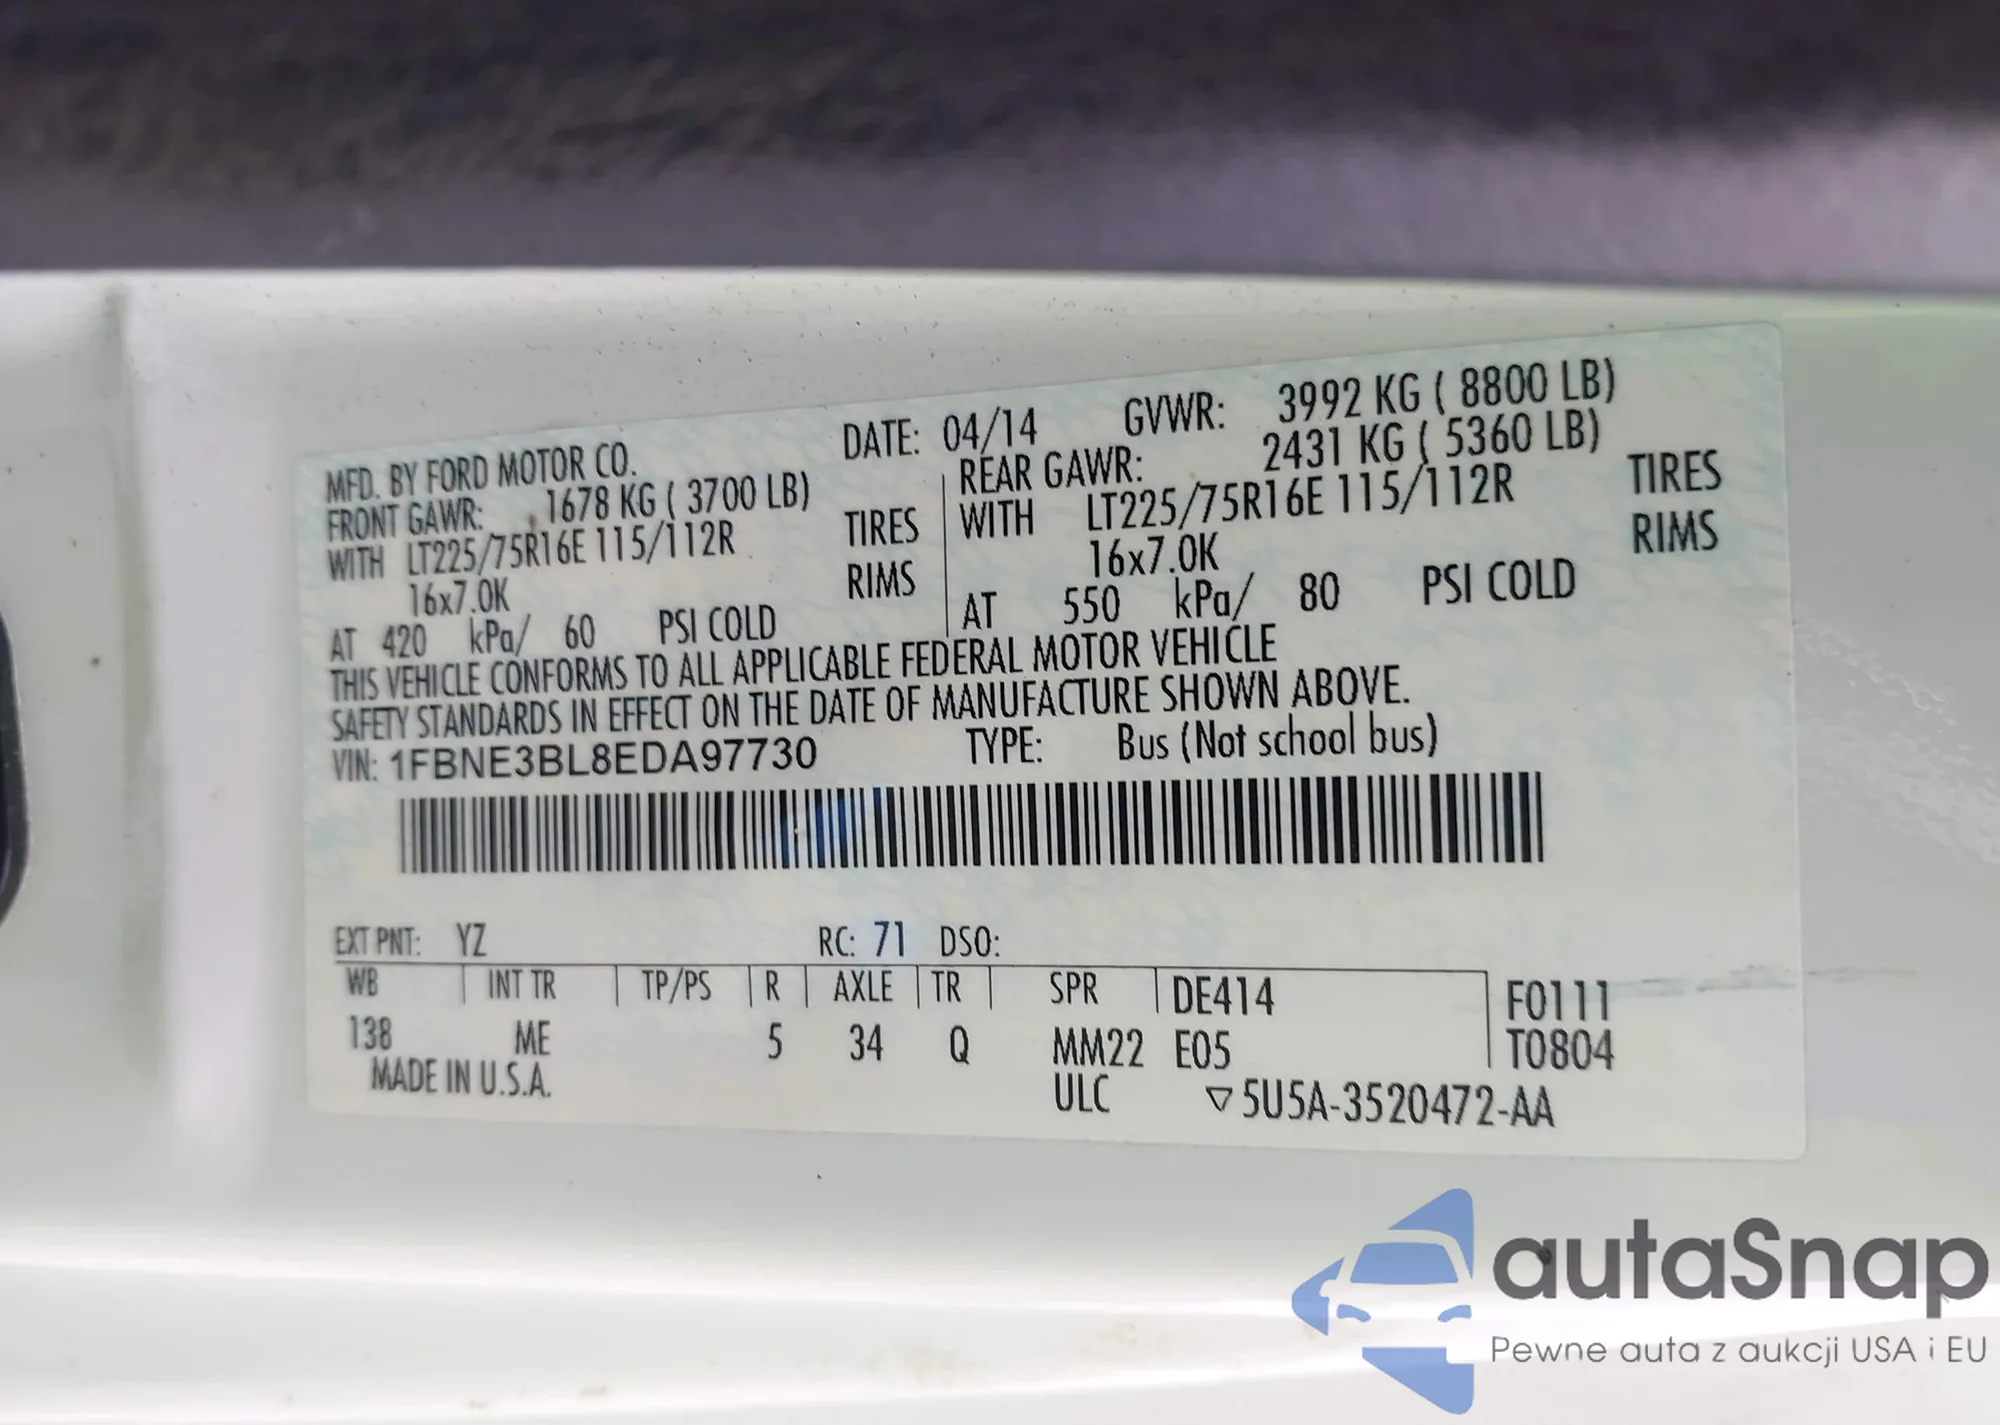 MFD. BY FORD MOTOR CO. DATE: 04/14 GVWR: 3992 KG ( 8800 LB)
FRONT GAWR: 1678 KG ( 3700 LB) REAR GAWR: 2431 KG ( 5360 LB)
WITH LT225/75R16E 115/112R TIRES WITH LT225/75R16E 115/112R TIRES
16x7.0K RIMS 16x7.0K RIMS
AT 420 kPa/ 60 PSI COLD AT 550 kPa/ 80 PSI COLD
THIS VEHICLE CONFORMS TO ALL APPLICABLE FEDERAL MOTOR VEHICLE
SAFETY STANDARDS IN EFFECT ON THE DATE OF MANUFACTURE SHOWN ABOVE.
VIN: 1FBNE3BL8EDA97730 TYPE: Bus (Not school bus)
EXT PNT: YZ RC: 71 DSO:
WB INT TR TP/PS R AXLE TR SPR DE414 F0111
138 ME 5 34 Q MM22 E05 T0804
MADE IN U.S.A. ULC ▽5U5A-3520472-AA
autaSnap
Pewne auta z aukcji USA i EU